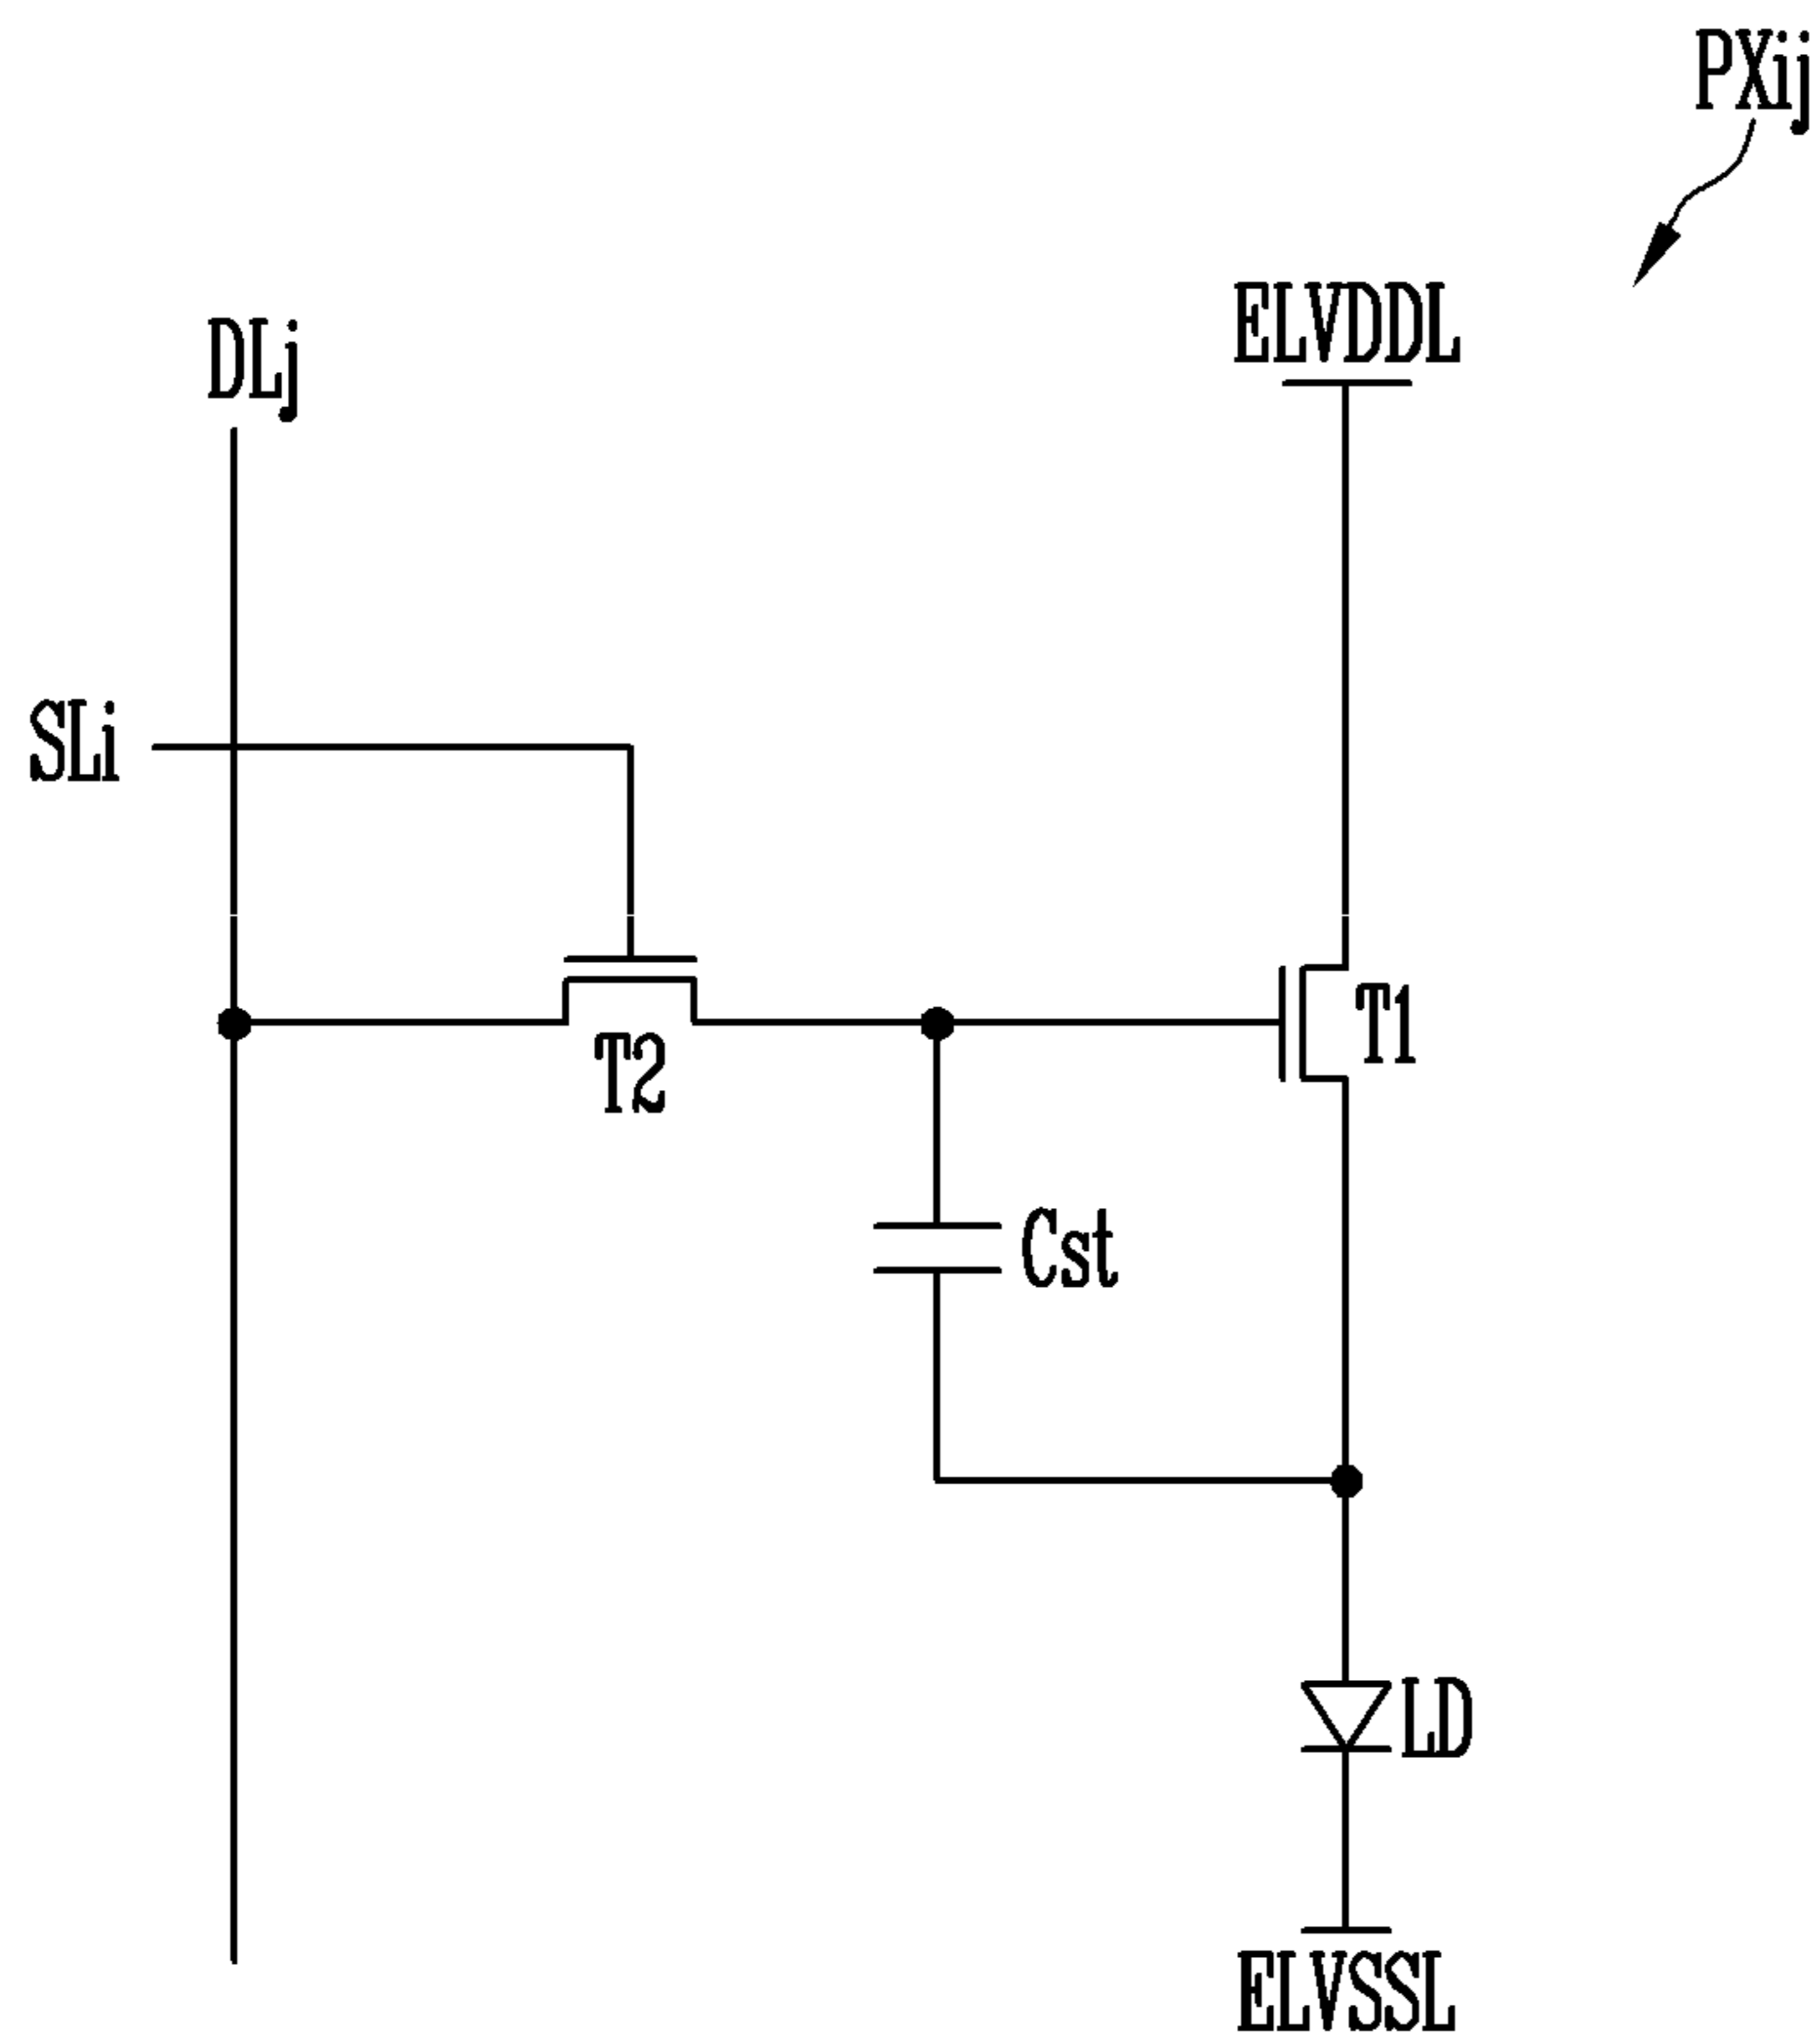 PXij
ELVDDL
DLj
SLi
T1
T2
Cst
LD
ELVSSL